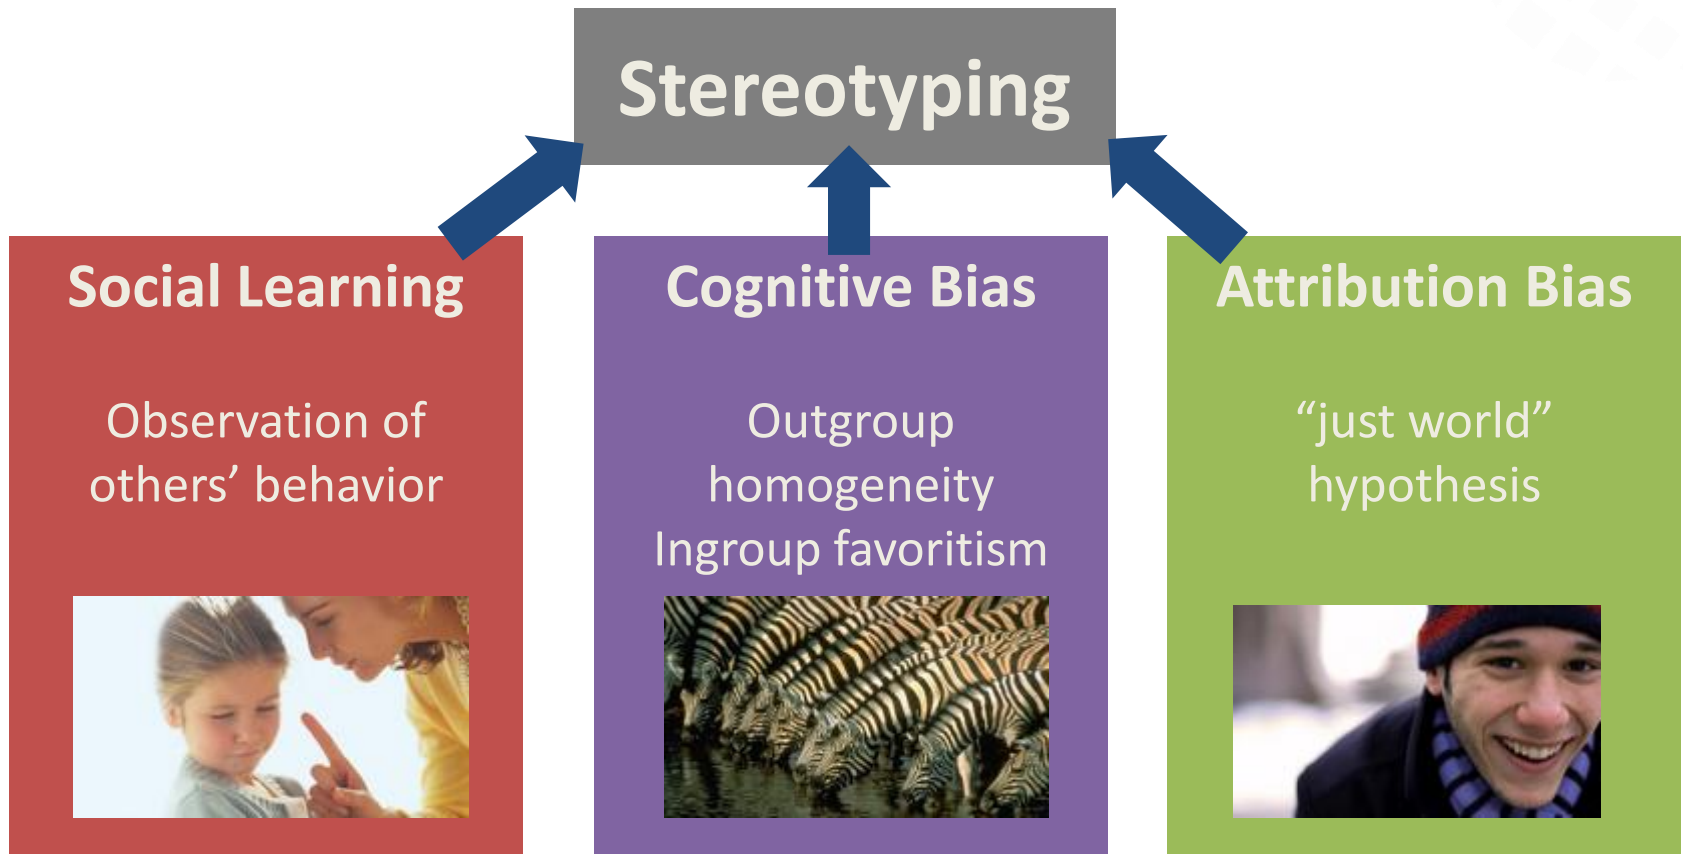 Stereotyping
Social Learning
Observation of
others’ behavior
Cognitive Bias
Outgroup
homogeneity
Ingroup favoritism
Attribution Bias
“just world”
hypothesis